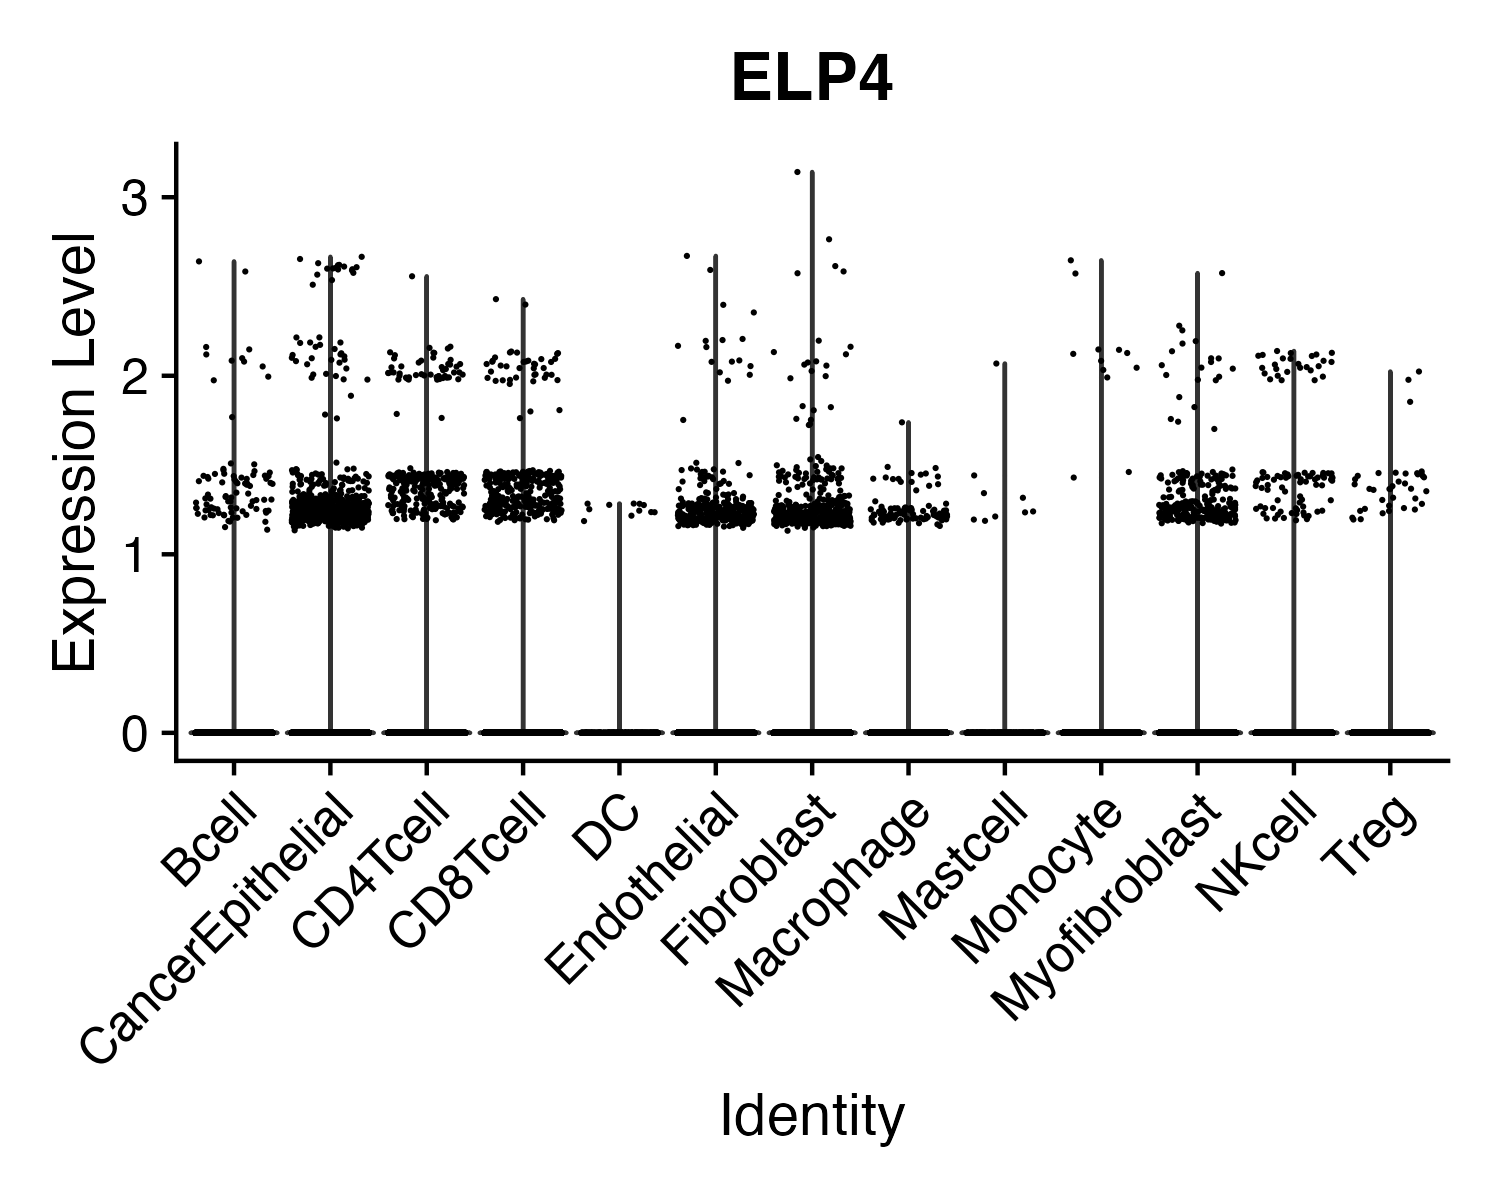 ELP4
Expression Level
3
2
1
0
Bcell
CancerEpithelial
CD4Tcell
CD8Tcell
DC
Endothelial
Fibroblast
Macrophage
Mastcell
Monocyte
Myofibroblast
NKcell
Treg
Identity